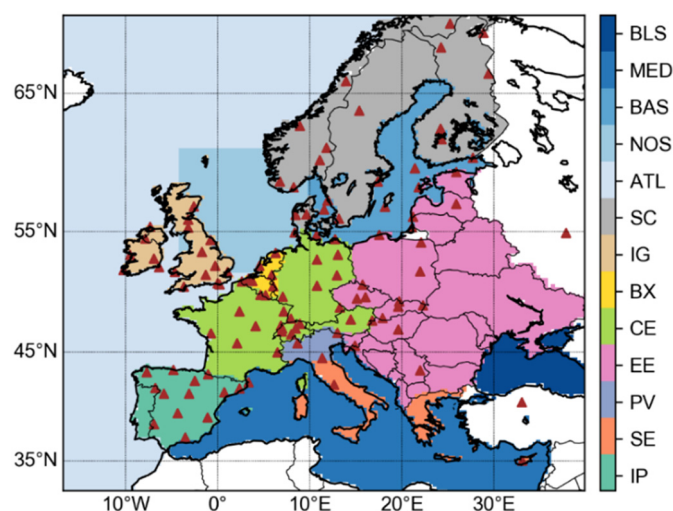 65°N
55°N
45°N
35°N
10°W 0° 10°E 20°E 30°E
BLS
MED
BAS
NOS
ATL
SC
IG
BX
CE
EE
PV
SE
IP